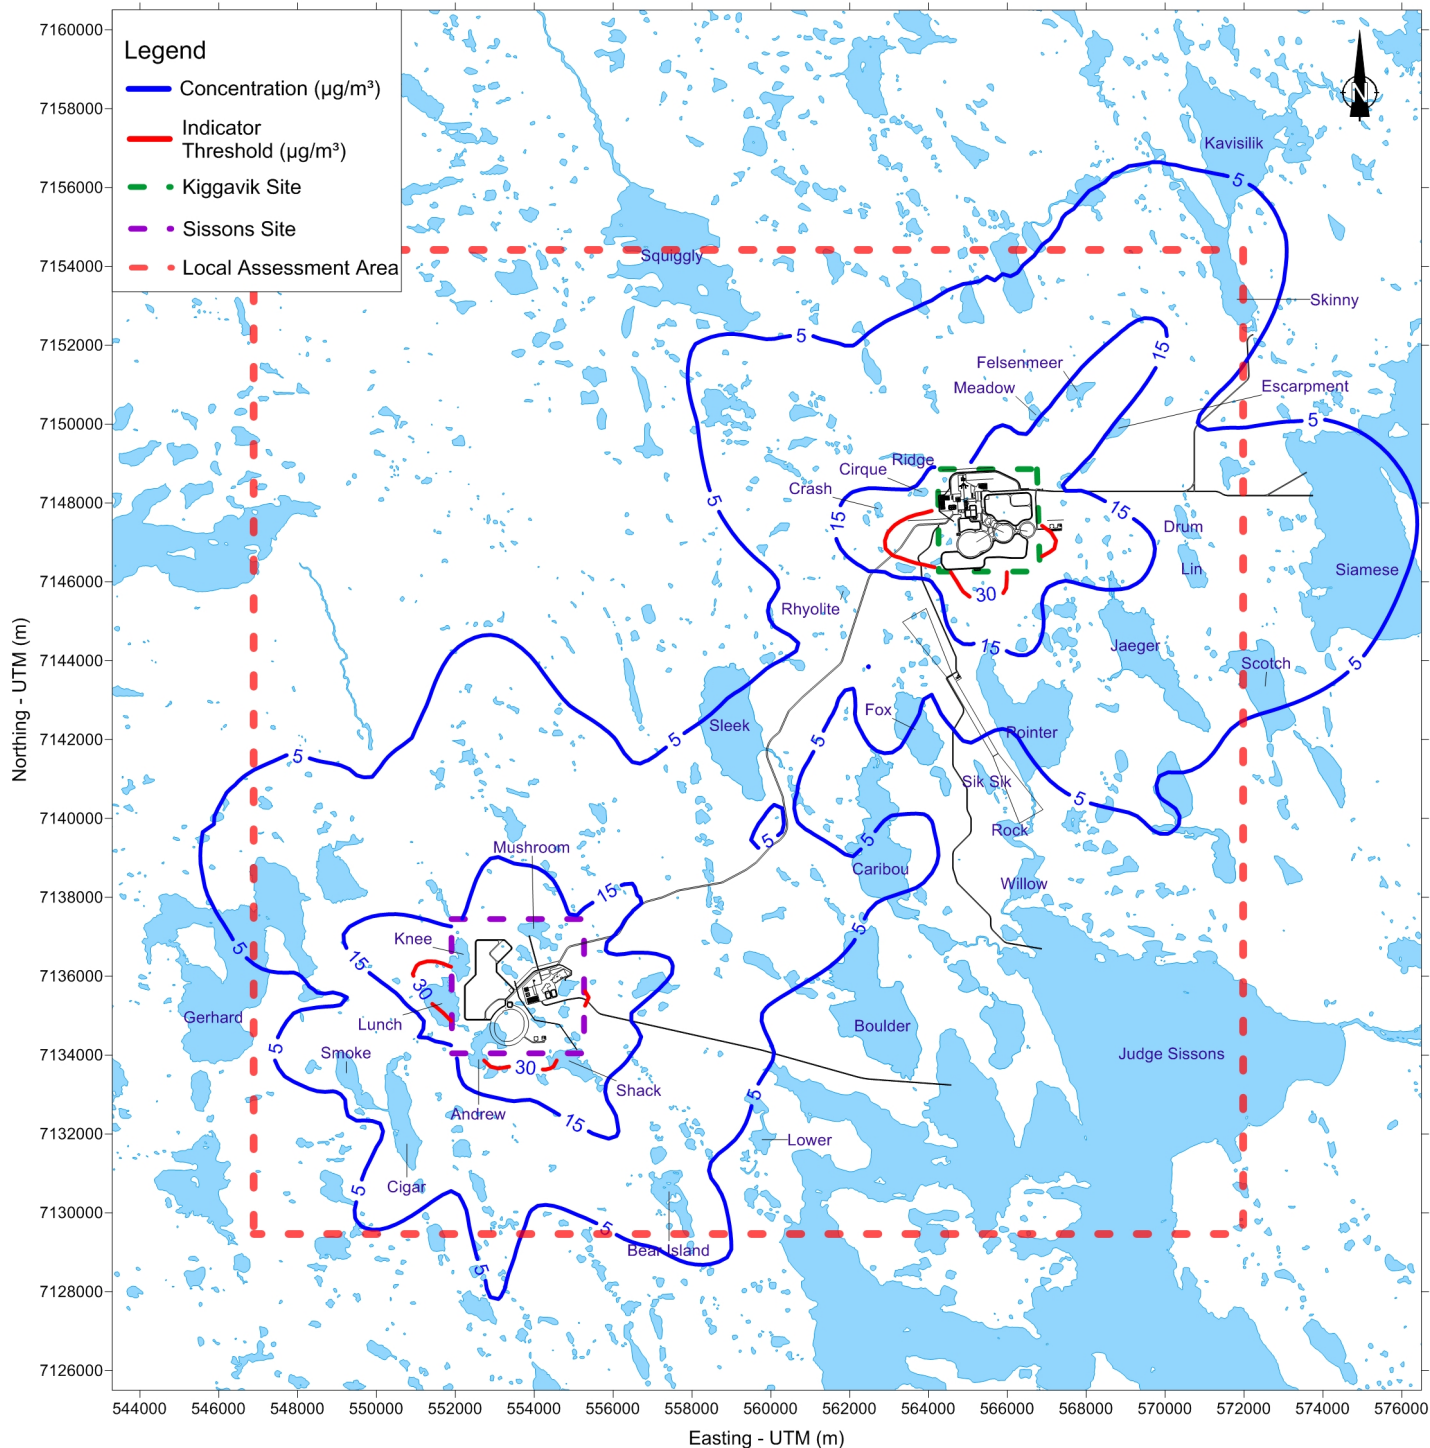 7160000
7158000
7156000
7154000
7152000
7150000
7148000
7146000
7144000
7142000
7140000
7138000
7136000
7134000
7132000
7130000
7128000
7126000
Northing - UTM (m)
Legend
Concentration (µg/m³)
Indicator
Threshold (µg/m³)
Kiggavik Site
Sissons Site
Local Assessment Area
N
Kavisilik
5
Squiggly
Skinny
5
15
Felsenmeer
Meadow
Escarpment
5
Ridge
Cirque
Crash
5
15
15
Drum
Lin
Siamese
30
Rhyolite
15
Jaeger
Scotch
5
Fox
Sleek
Pointer
5
5
5
Sik Sik
5
Rock
5
5
Caribou
Willow
Mushroom
15
Knee
5
5
15
30
Gerhard
Lunch
Boulder
5
Smoke
Judge Sissons
30
Shack
5
Andrew
15
Lower
Cigar
5
5
Bear Island
5
544000 546000 548000 550000 552000 554000 556000 558000 560000 562000 564000 566000 568000 570000 572000 574000 576000
Easting - UTM (m)